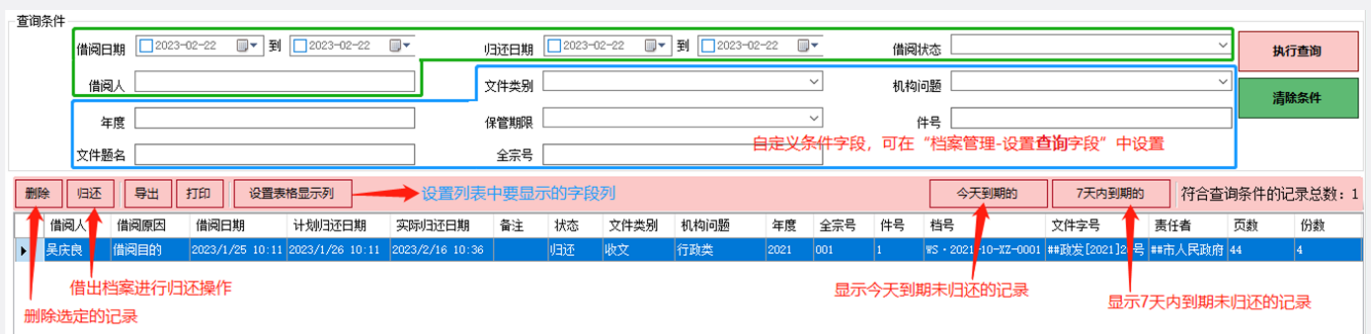 查询条件
借阅日期 2023-02-22 到 2023-02-22 归还日期 2023-02-22 到 2023-02-22 借阅状态 执行查询
借阅人 文件类别 机构问题 清除条件
年度 保管期限 件号
自定义条件字段，可在“档案管理-设置查询字段”中设置
文件题名 全宗号
删除 归还 导出 打印 设置表格显示列 设置列表中要显示的字段列 今天到期的 7天内到期的 符合查询条件的记录总数：1
借阅人 借阅原因 借阅日期 计划归还日期 实际归还日期 备注 状态 文件类别 机构问题 年度 全宗号 件号 档号 文件字号 责任者 页数 份数
吴庆良 借阅目的 2023/1/25 10:11 2023/1/26 10:11 2023/2/16 10:36 归还 收文 行政类 2021 001 1 WS·2021-10-XZ-0001 ##政发[2021]2 号 ##市人民政府 44 4
借出档案进行归还操作 显示今天到期未归还的记录
删除选定的记录 显示7天内到期未归还的记录